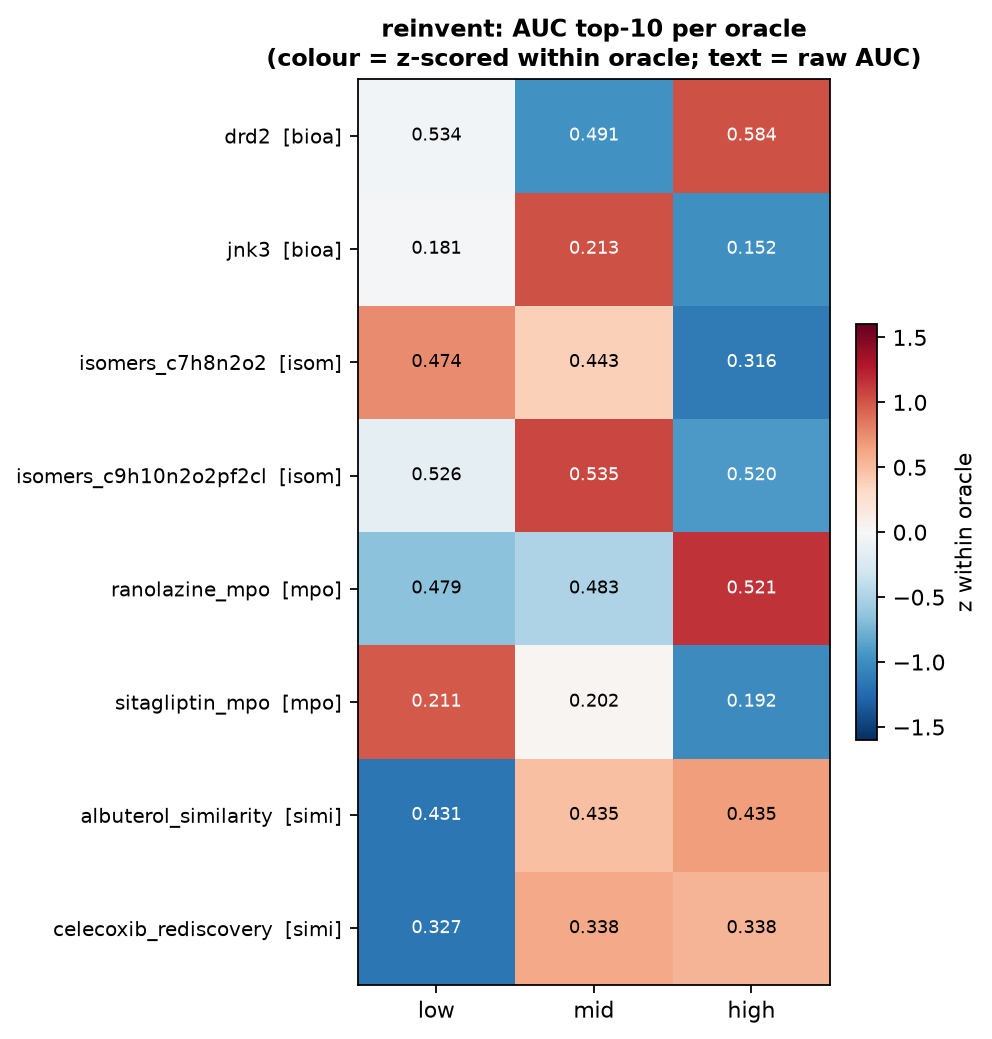 reinvent: AUC top-10 per oracle
(colour = z-scored within oracle; text = raw AUC)
drd2 [bioa] 0.534 0.491 0.584
jnk3 [bioa] 0.181 0.213 0.152
isomers_c7h8n2o2 [isom] 0.474 0.443 0.316
isomers_c9h10n2o2pf2cl [isom] 0.526 0.535 0.520
ranolazine_mpo [mpo] 0.479 0.483 0.521
sitagliptin_mpo [mpo] 0.211 0.202 0.192
albuterol_similarity [simi] 0.431 0.435 0.435
celecoxib_rediscovery [simi] 0.327 0.338 0.338
low mid high
1.5
1.0
0.5
0.0
−0.5
−1.0
−1.5
z within oracle